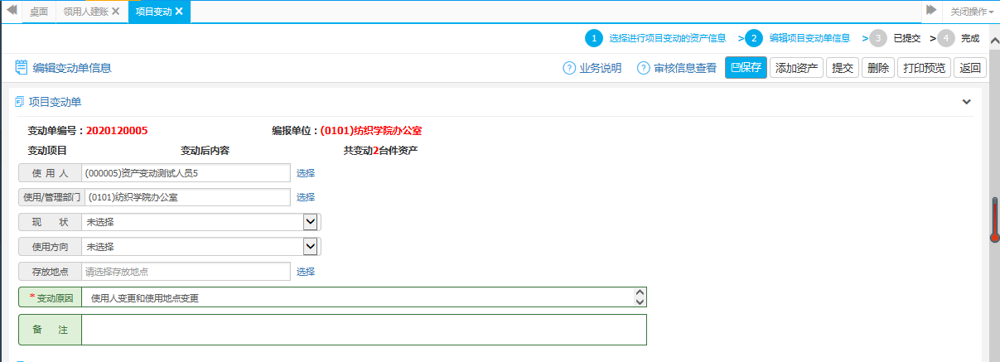 桌面 领用人建账 项目变动 关闭操作
1 选择进行项目变动的资产信息 > 2 编辑项目变动单信息 > 3 已提交 > 4 完成
编辑变动单信息 业务说明 审核信息查看 保存 添加资产 提交 删除 打印预览 返回
项目变动单
变动单编号：2020120005 编报单位：(0101)纺织学院办公室
变动项目 变动后内容 共变动2台件资产
使 用 人 (000005)资产变动测试人员5 选择
使用/管理部门 (0101)纺织学院办公室 选择
现 状 未选择
使用方向 未选择
存放地点 请选择存放地点 选择
*变动原因 使用人变更和使用地点变更
备 注